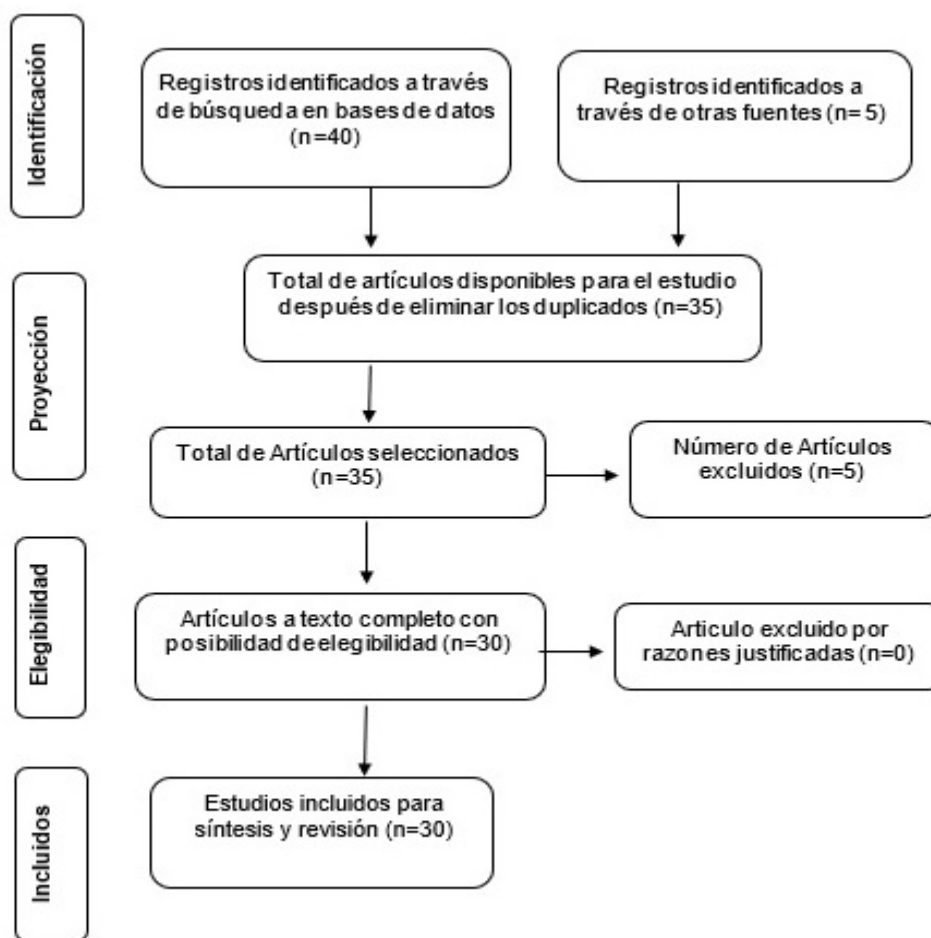 Identificación
Registros identificados a través
de búsqueda en bases de datos
(n=40)
Registros identificados a
través de otras fuentes (n= 5)
Proyección
Total de artículos disponibles para el estudio
después de eliminar los duplicados (n=35)
Total de Artículos seleccionados
(n=35)
Número de Artículos
excluidos (n=5)
Elegibilidad
Artículos a texto completo con
posibilidad de elegibilidad (n=30)
Articulo excluido por
razones justificadas (n=0)
Incluidos
Estudios incluidos para
síntesis y revisión (n=30)